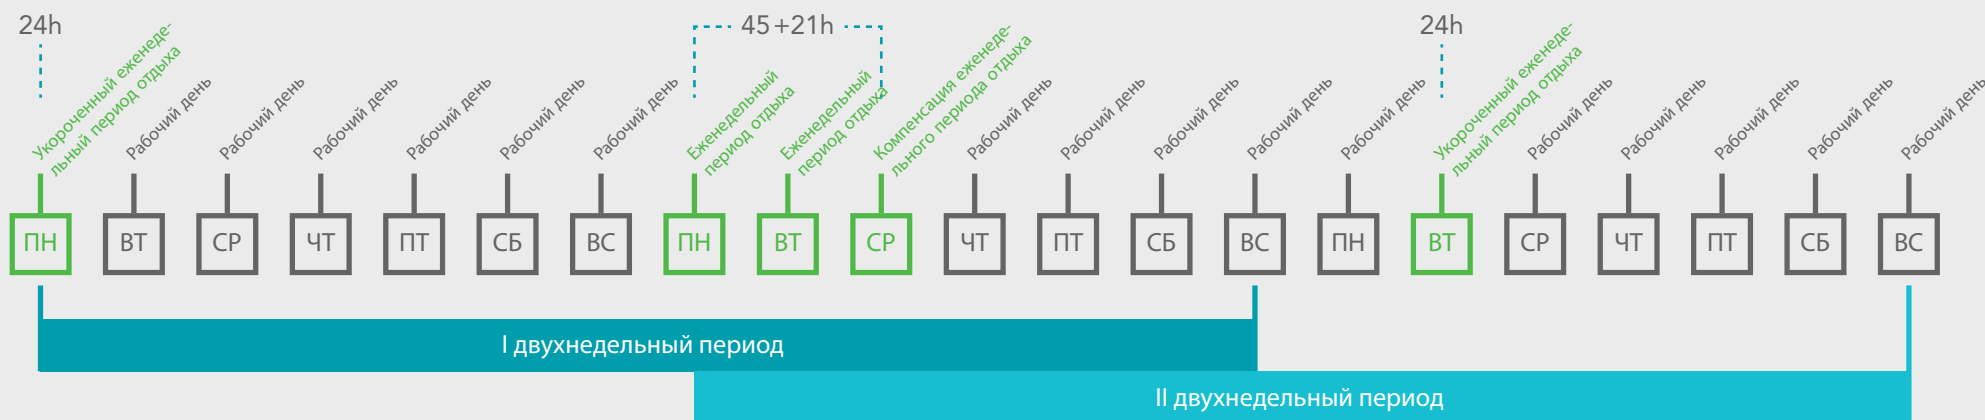 24h
45+21h
24h
Укороченный еженеде-
льный период отдыха
Рабочий день
Рабочий день
Рабочий день
Рабочий день
Рабочий день
Рабочий день
Еженедельный
период отдыха
Еженедельный
период отдыха
Компенсация еженеде-
льного периода отдыха
Рабочий день
Рабочий день
Рабочий день
Рабочий день
Рабочий день
Укороченный еженеде-
льный период отдыха
Рабочий день
Рабочий день
Рабочий день
Рабочий день
Рабочий день
ПН ВТ СР ЧТ ПТ СБ ВС ПН ВТ СР ЧТ ПТ СБ ВС ПН ВТ СР ЧТ ПТ СБ ВС
I двухнедельный период
II двухнедельный период